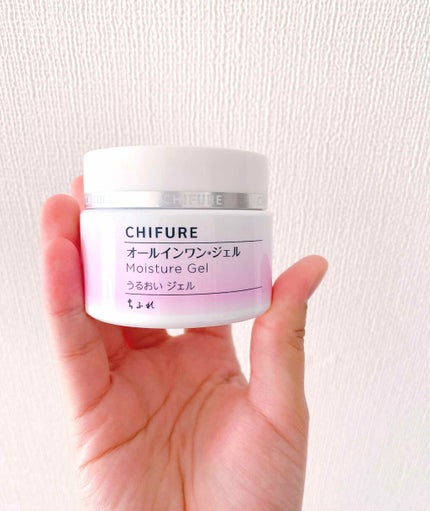 CHIFURE
CHIFURE
オールインワン・ジェル
Moisture Gel
うるおい ジェル
ちふれ